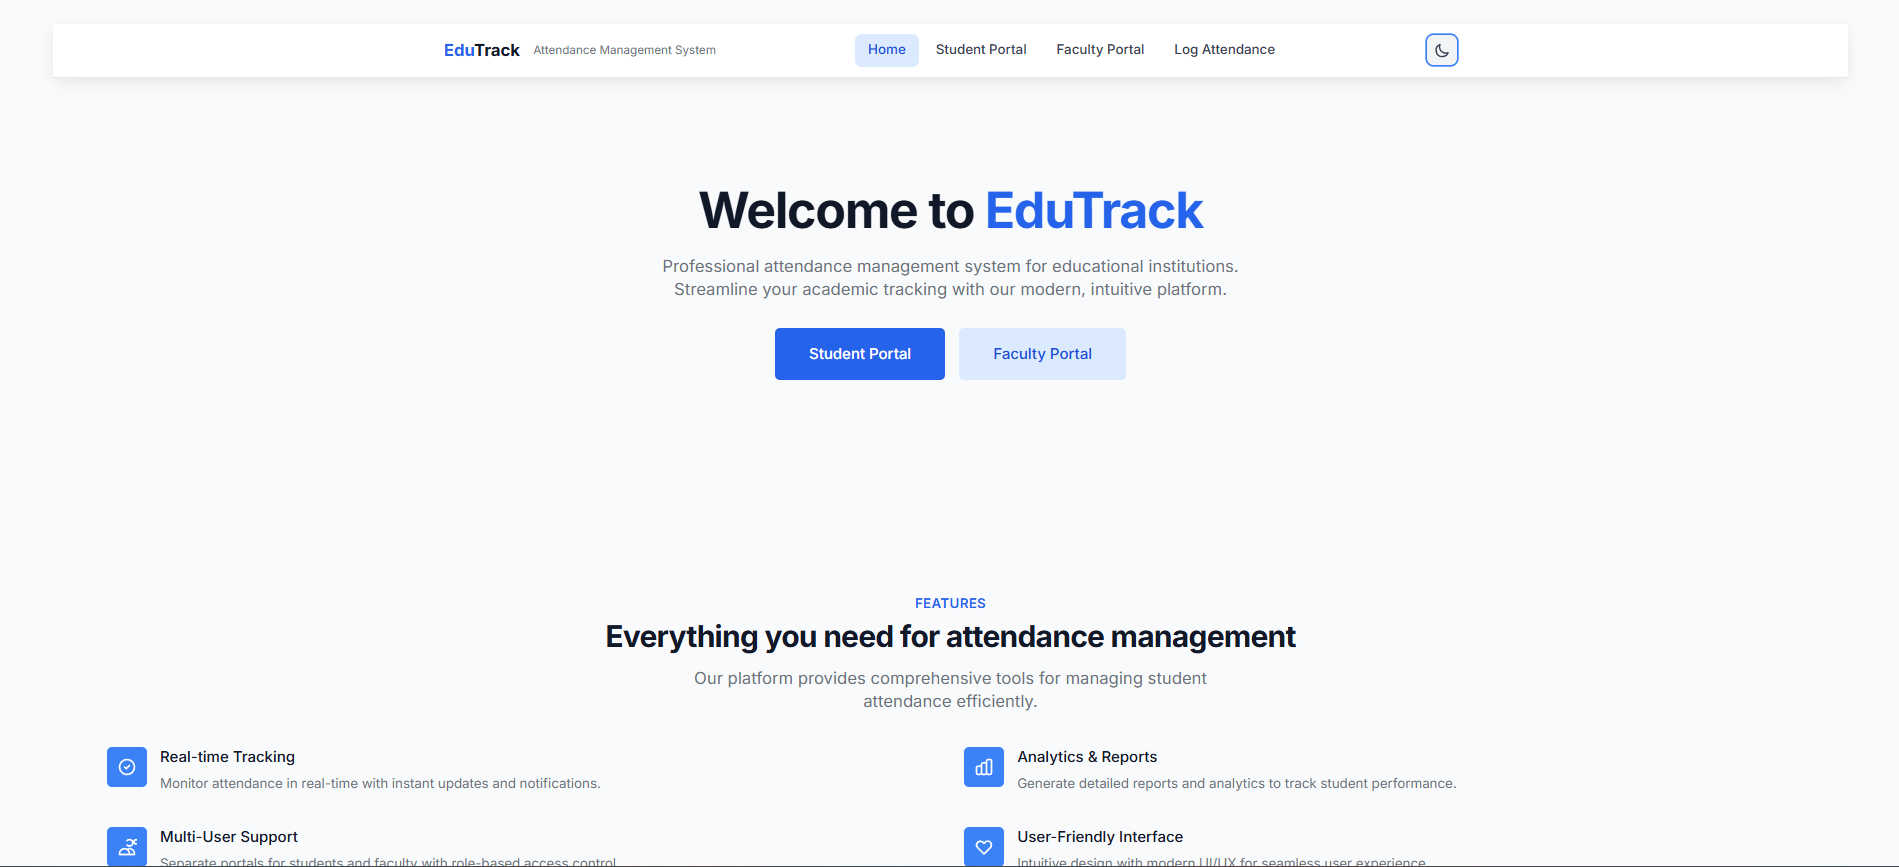 EduTrack Attendance Management System Home Student Portal Faculty Portal Log Attendance
Welcome to EduTrack
Professional attendance management system for educational institutions.
Streamline your academic tracking with our modern, intuitive platform.
Student Portal Faculty Portal
FEATURES
Everything you need for attendance management
Our platform provides comprehensive tools for managing student
attendance efficiently.
Real-time Tracking
Monitor attendance in real-time with instant updates and notifications.
Analytics & Reports
Generate detailed reports and analytics to track student performance.
Multi-User Support
Separate portals for students and faculty with role-based access control.
User-Friendly Interface
Intuitive design with modern UI/UX for seamless user experience.